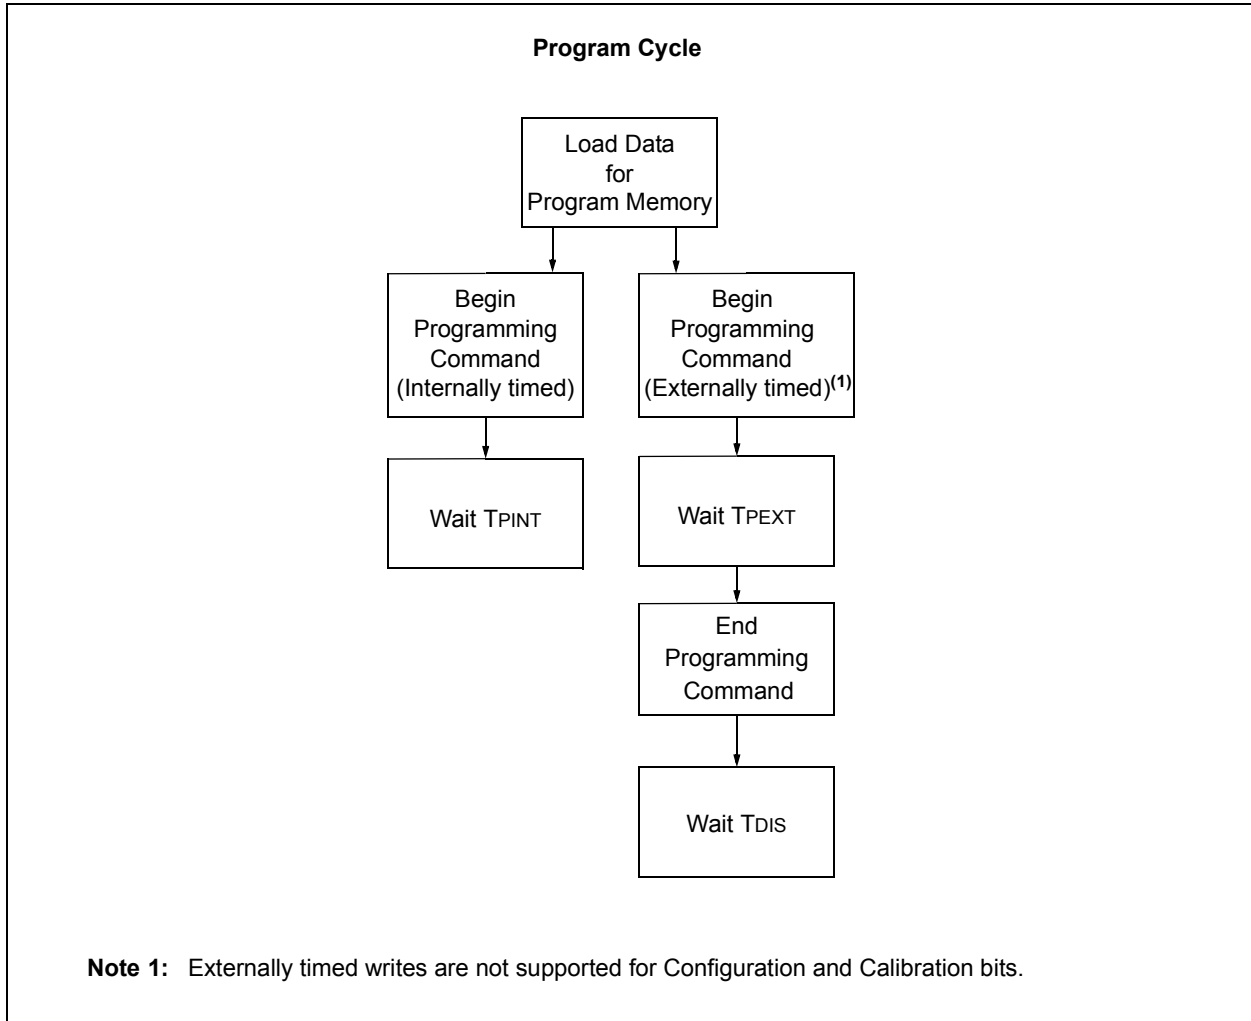 Program Cycle
Load Data
for
Program Memory
Begin
Programming
Command
(Internally timed)
Begin
Programming
Command
(Externally timed)(1)
Wait TPINT
Wait TPEXT
End
Programming
Command
Wait TDIS
Note 1: Externally timed writes are not supported for Configuration and Calibration bits.